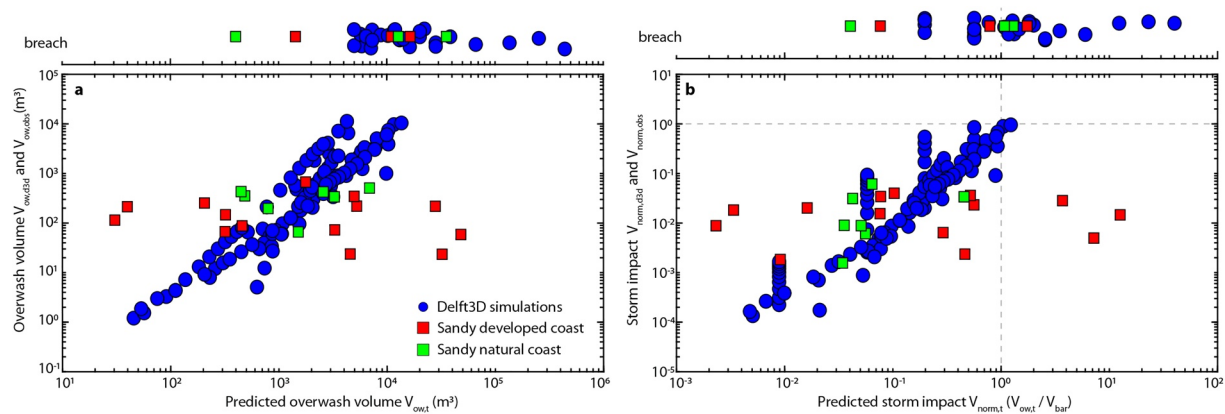 breach
breach
10⁵
a
10⁴
10³
10²
10¹
10⁰
10⁻¹
Overwash volume V_ow,d3d and V_ow,obs (m³)
Delft3D simulations
Sandy developed coast
Sandy natural coast
10¹ 10² 10³ 10⁴ 10⁵ 10⁶
Predicted overwash volume V_ow,t (m³)
10¹
b
10⁰
10⁻¹
10⁻²
10⁻³
10⁻⁴
10⁻⁵
Storm impact V_norm,d3d and V_norm,obs
10⁻³ 10⁻² 10⁻¹ 10⁰ 10¹ 10²
Predicted storm impact V_norm,t (V_ow,t / V_bar)